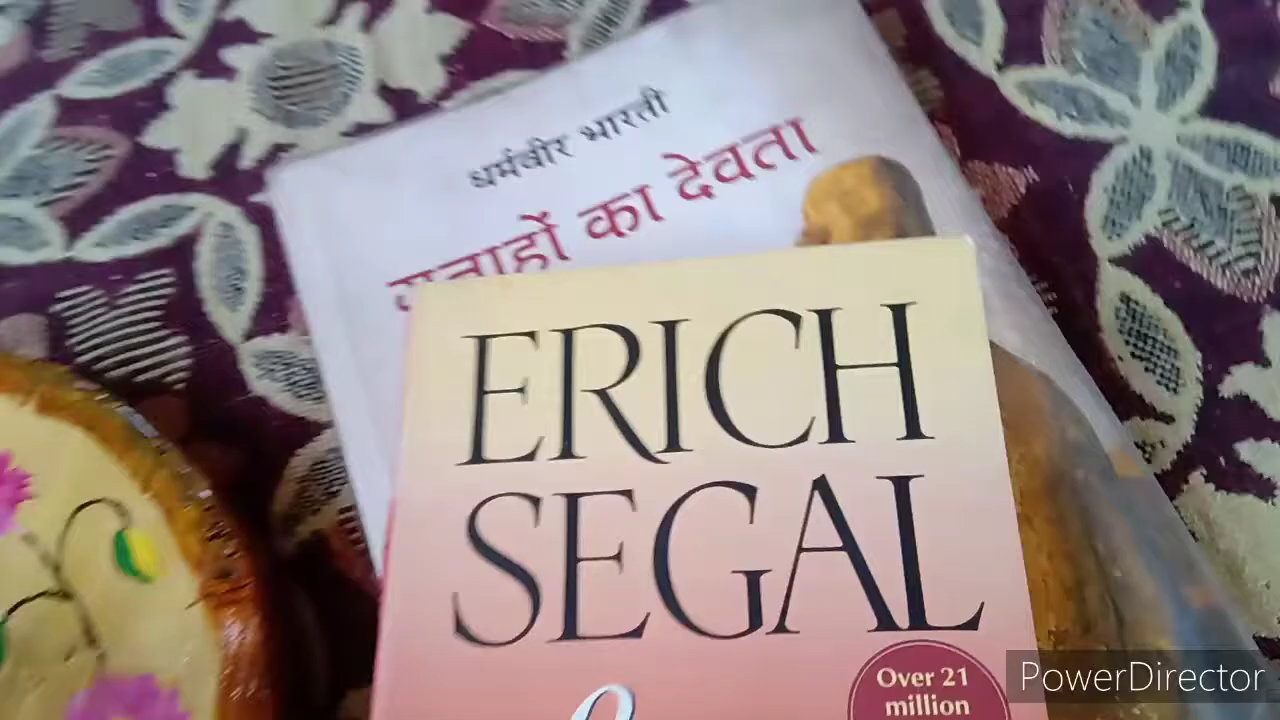 धर्मवीर भारती
गुनाहों का देवता
ERICH
SEGAL
Over 21
million
PowerDirector